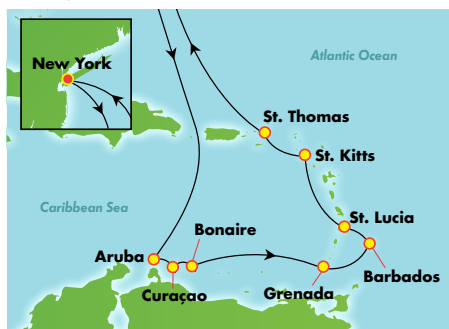 New York
Atlantic Ocean
St. Thomas
St. Kitts
Caribbean Sea
St. Lucia
Bonaire
Aruba
Barbados
Curaçao
Grenada